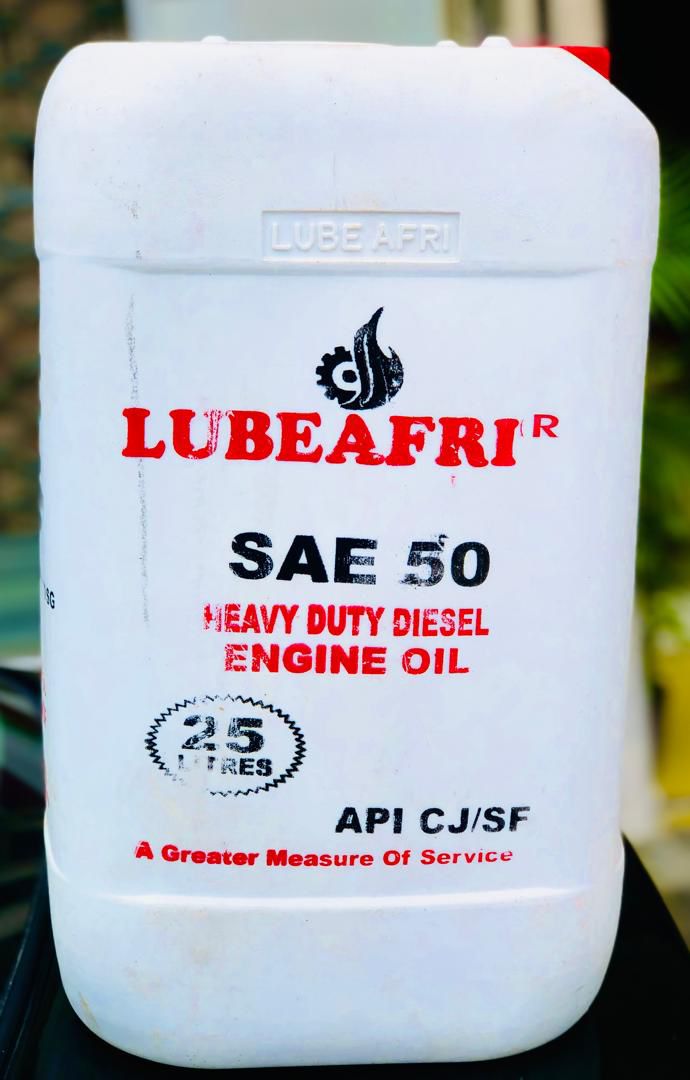 LUBE AFRI
LUBEAFRI R
SAE 50
HEAVY DUTY DIESEL
ENGINE OIL
25
LITRES
API CJ/SF
A Greater Measure Of Service